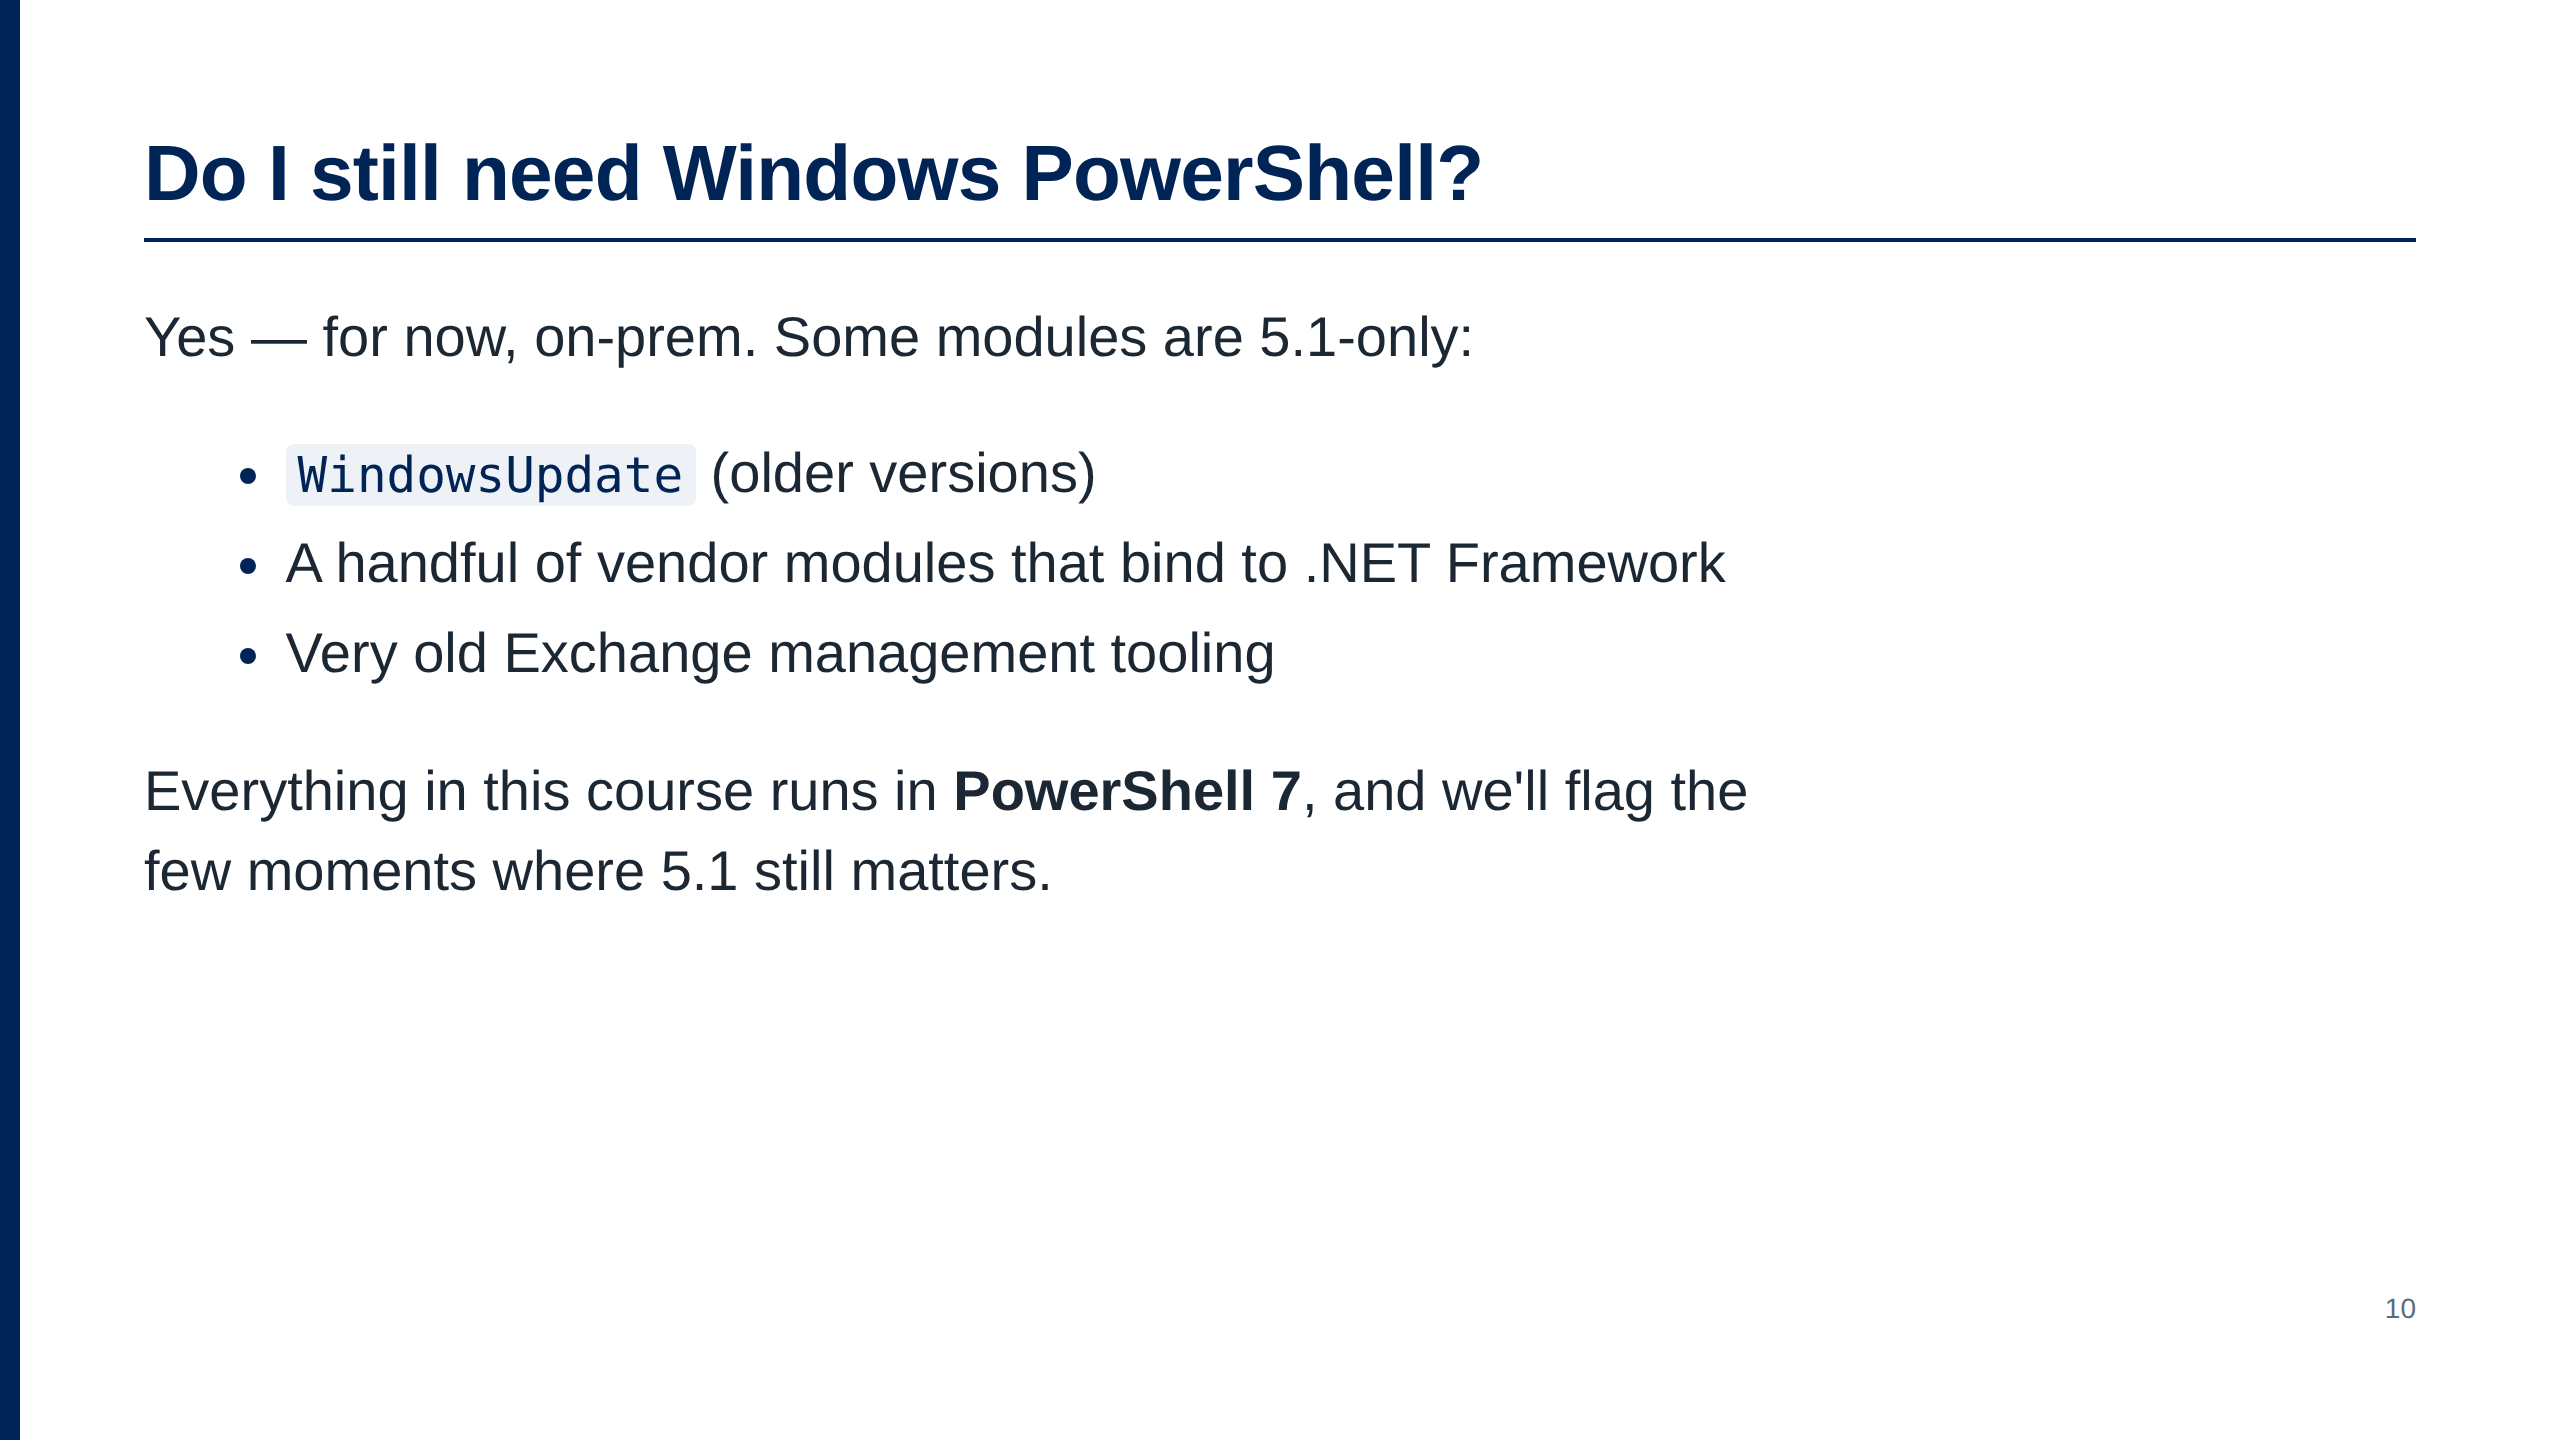 Do I still need Windows PowerShell?
Yes — for now, on-prem. Some modules are 5.1-only:
• WindowsUpdate (older versions)
• A handful of vendor modules that bind to .NET Framework
• Very old Exchange management tooling
Everything in this course runs in PowerShell 7, and we'll flag the
few moments where 5.1 still matters.
10